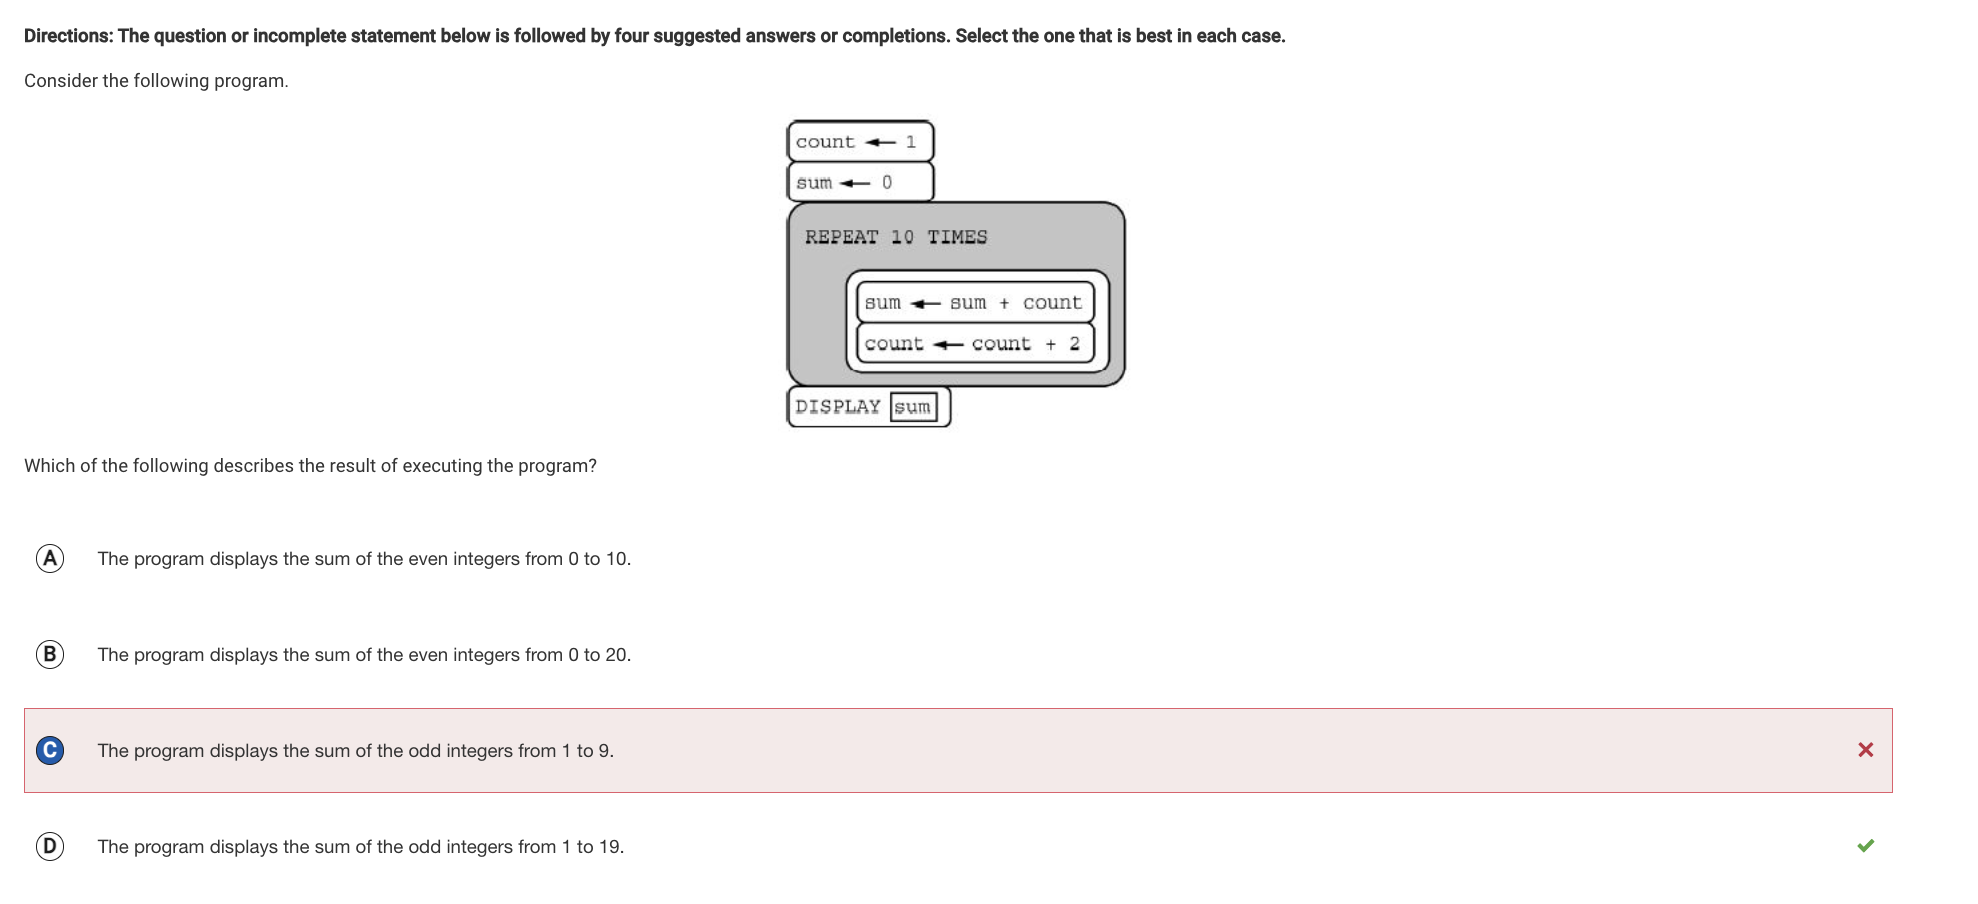 Directions: The question or incomplete statement below is followed by four suggested answers or completions. Select the one that is best in each case.
Consider the following program.
count ← 1
sum ← 0
REPEAT 10 TIMES
sum ← sum + count
count ← count + 2
DISPLAY sum
Which of the following describes the result of executing the program?
A The program displays the sum of the even integers from 0 to 10.
B The program displays the sum of the even integers from 0 to 20.
C The program displays the sum of the odd integers from 1 to 9.
D The program displays the sum of the odd integers from 1 to 19.